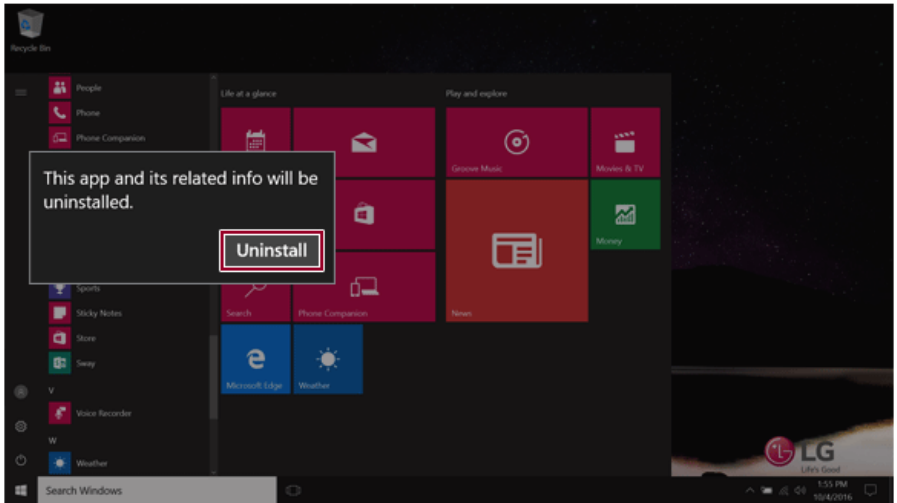 Recycle Bin
People
Phone
Phone Companion
Life at a glance
Play and explore
Groove Music
Movies & TV
This app and its related info will be
uninstalled.
Uninstall
Money
Sports
Sticky Notes
Store
Sway
V
Voice Recorder
W
Weather
Search
Phone Companion
News
Microsoft Edge
Weather
LG
Life's Good
Search Windows
1:55 PM
10/4/2016